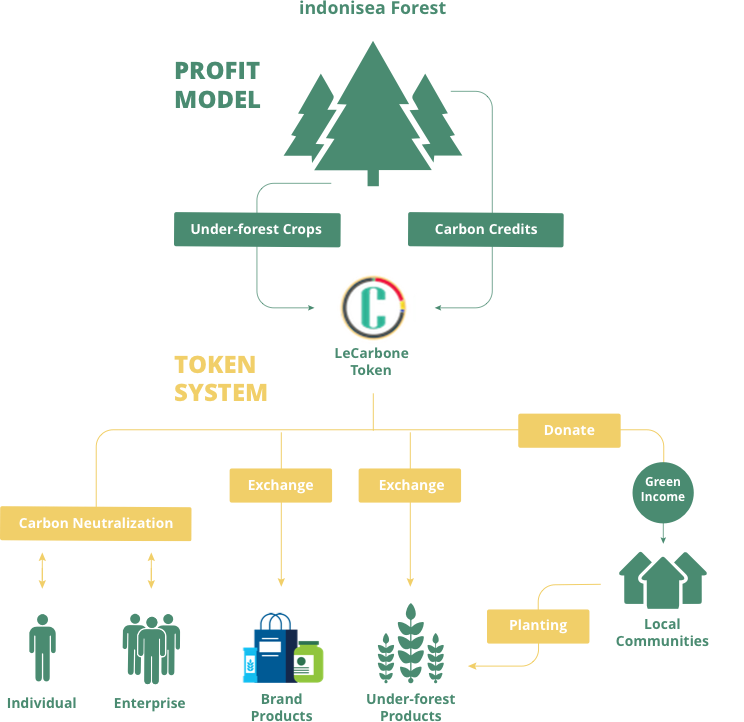 indonisea Forest
PROFIT
MODEL
Under-forest Crops
Carbon Credits
C
LeCarbone
Token
TOKEN
SYSTEM
Donate
Exchange
Exchange
Green
Income
Carbon Neutralization
Planting
Local
Communities
Individual
Enterprise
Brand
Products
Under-forest
Products